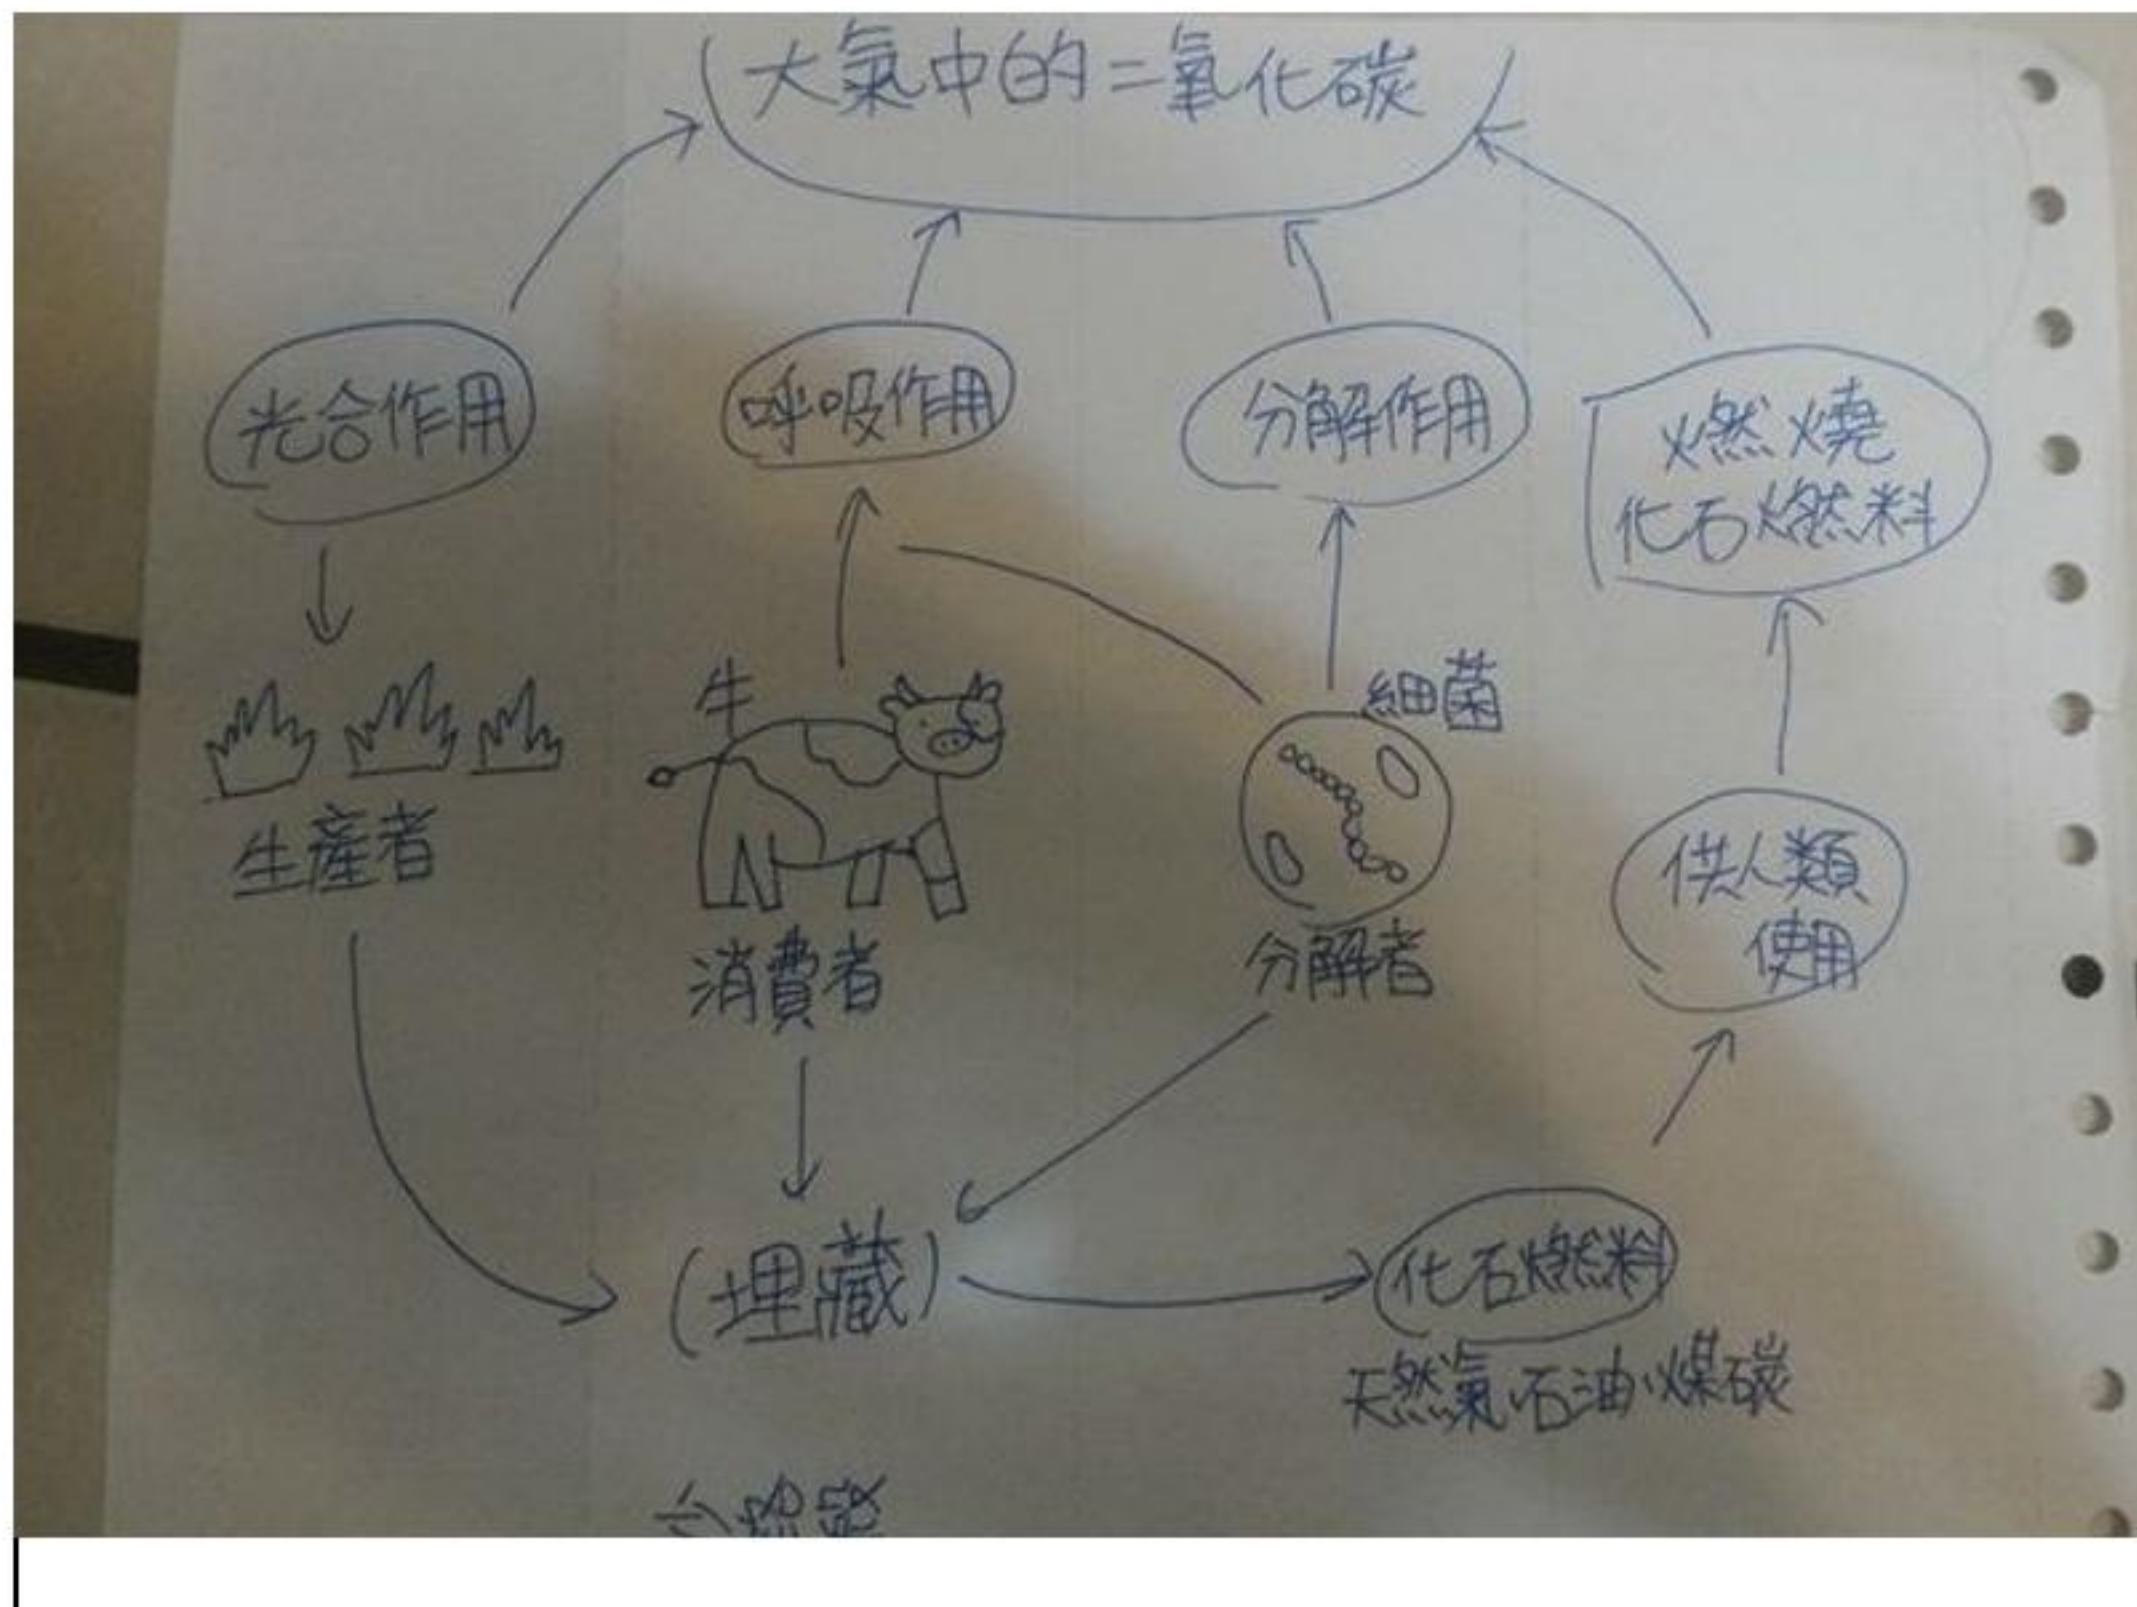 大氣中的二氧化碳
光合作用
呼吸作用
分解作用
燃燒
化石燃料
牛
細菌
生產者
消費者
分解者
供人類
使用
(埋藏)
化石燃料
天然氣、石油、煤碳